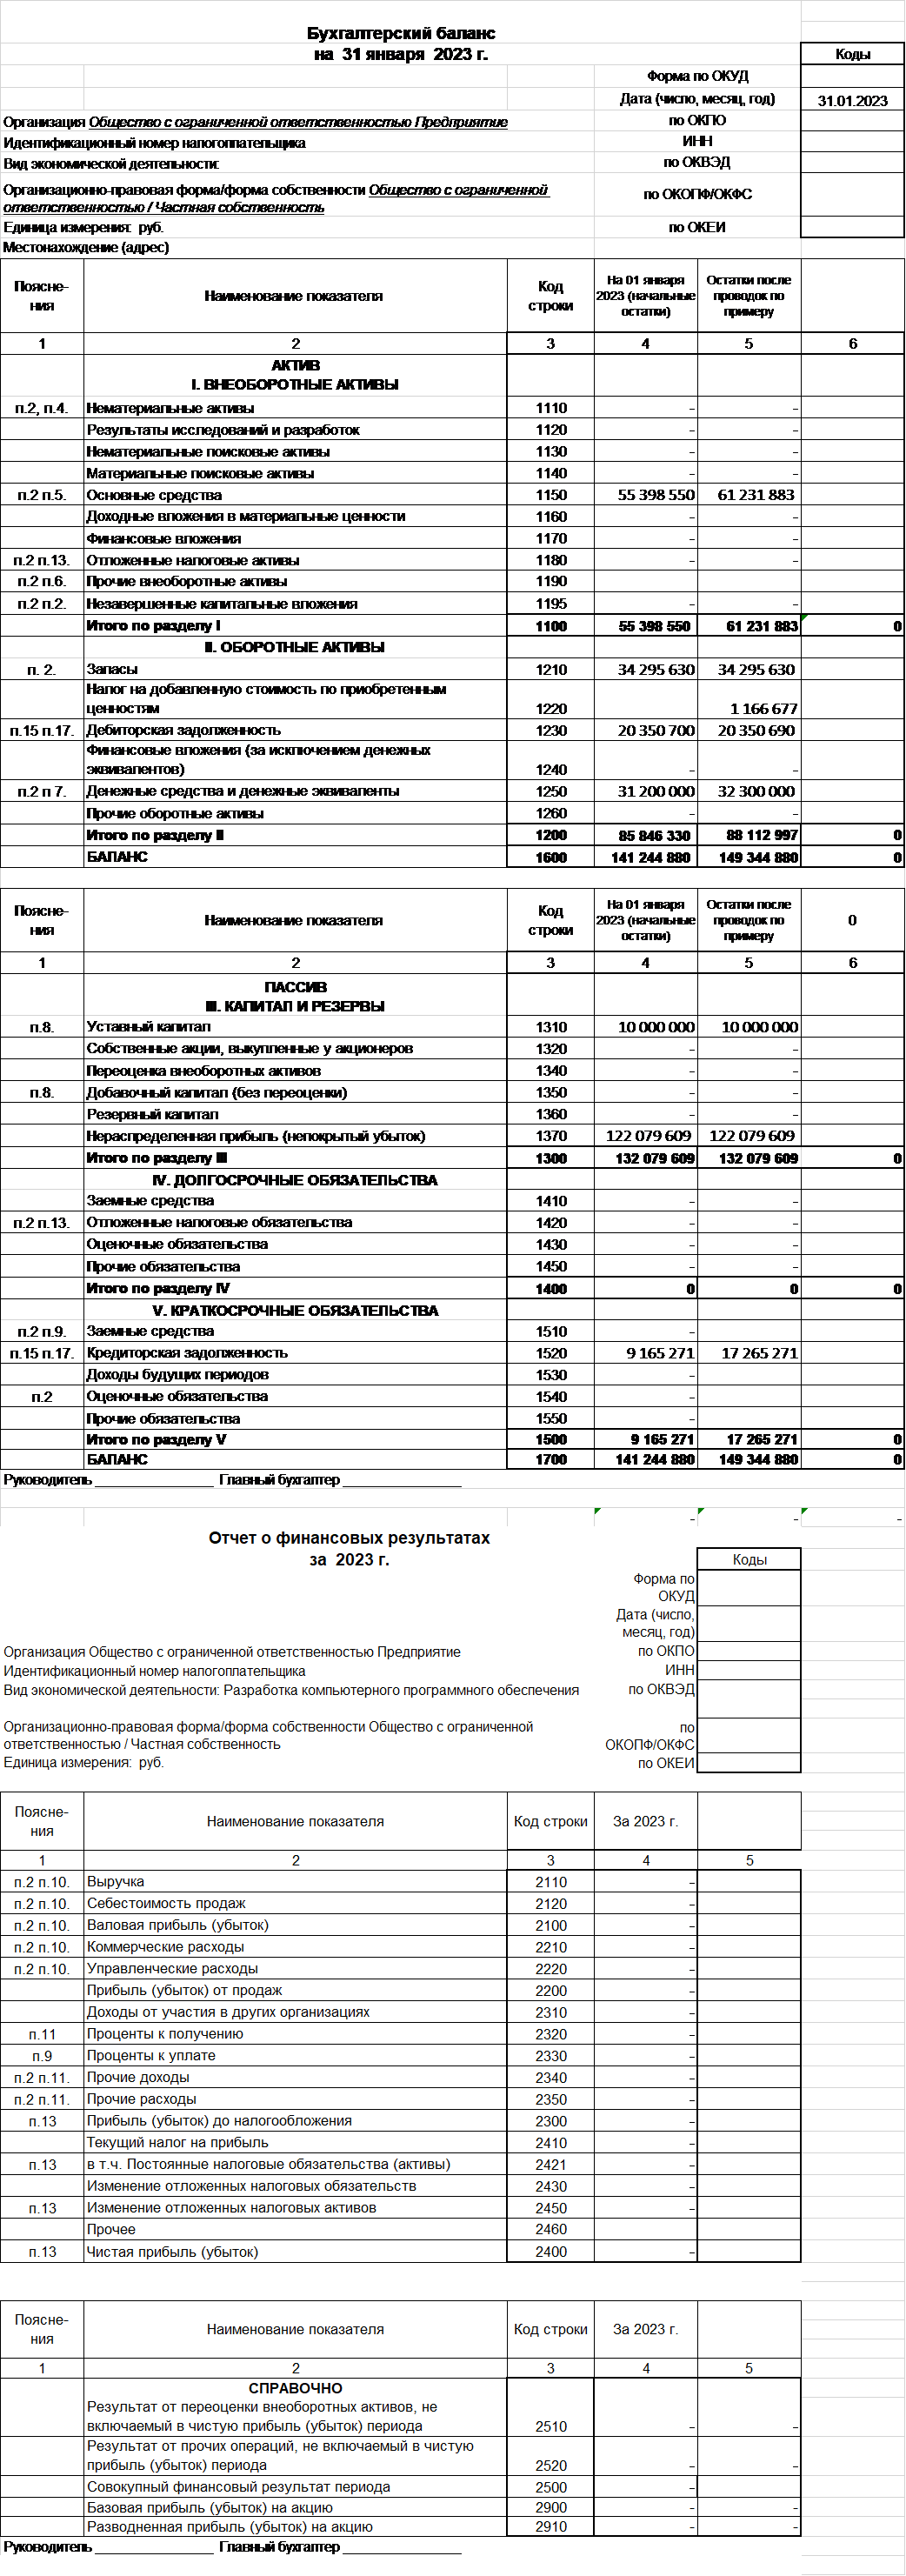 Бухгалтерский баланс
на 31 января 2023 г.
Коды
Форма по ОКУД
Дата (число, месяц, год) 31.01.2023
Организация Общество с ограниченной ответственностью Предприятие по ОКПО
Идентификационный номер налогоплательщика ИНН
Вид экономической деятельности: по ОКВЭД
Организационно-правовая форма/форма собственности Общество с ограниченной
ответственностью / Частная собственность по ОКОПФ/ОКФС
Единица измерения: руб. по ОКЕИ
Местонахождение (адрес)
Поясне-
ния
Наименование показателя
Код
строки
На 01 января
2023 (начальные
остатки)
Остатки после
проводок по
примеру
1 2 3 4 5 6
АКТИВ
I. ВНЕОБОРОТНЫЕ АКТИВЫ
п.2, п.4. Нематериальные активы 1110 - -
Результаты исследований и разработок 1120 - -
Нематериальные поисковые активы 1130 - -
Материальные поисковые активы 1140 - -
п.2 п.5. Основные средства 1150 55 398 550 61 231 883
Доходные вложения в материальные ценности 1160 - -
Финансовые вложения 1170 - -
п.2 п.13. Отложенные налоговые активы 1180 - -
п.2 п.6. Прочие внеоборотные активы 1190
п.2 п.2. Незавершенные капитальные вложения 1195 - -
Итого по разделу I 1100 55 398 550 61 231 883 0
II. ОБОРОТНЫЕ АКТИВЫ
п. 2. Запасы 1210 34 295 630 34 295 630
Налог на добавленную стоимость по приобретенным
ценностям 1220 1 166 677
п.15 п.17. Дебиторская задолженность 1230 20 350 700 20 350 690
Финансовые вложения (за исключением денежных
эквивалентов) 1240 - -
п.2 п 7. Денежные средства и денежные эквиваленты 1250 31 200 000 32 300 000
Прочие оборотные активы 1260 - -
Итого по разделу II 1200 85 846 330 88 112 997 0
БАЛАНС 1600 141 244 880 149 344 880 0
Поясне-
ния
Наименование показателя
Код
строки
На 01 января
2023 (начальные
остатки)
Остатки после
проводок по
примеру
0
1 2 3 4 5 6
ПАССИВ
III. КАПИТАЛ И РЕЗЕРВЫ
п.8. Уставный капитал 1310 10 000 000 10 000 000
Собственные акции, выкупленные у акционеров 1320 - -
Переоценка внеоборотных активов 1340 - -
п.8. Добавочный капитал (без переоценки) 1350 - -
Резервный капитал 1360 - -
Нераспределенная прибыль (непокрытый убыток) 1370 122 079 609 122 079 609
Итого по разделу III 1300 132 079 609 132 079 609 0
IV. ДОЛГОСРОЧНЫЕ ОБЯЗАТЕЛЬСТВА
Заемные средства 1410 - -
п.2 п.13. Отложенные налоговые обязательства 1420 - -
Оценочные обязательства 1430 - -
Прочие обязательства 1450 - -
Итого по разделу IV 1400 0 0 0
V. КРАТКОСРОЧНЫЕ ОБЯЗАТЕЛЬСТВА
п.2 п.9. Заемные средства 1510 -
п.15 п.17. Кредиторская задолженность 1520 9 165 271 17 265 271
Доходы будущих периодов 1530 -
п.2 Оценочные обязательства 1540 -
Прочие обязательства 1550 -
Итого по разделу V 1500 9 165 271 17 265 271 0
БАЛАНС 1700 141 244 880 149 344 880 0
Руководитель ________________ Главный бухгалтер ________________
- - -
Отчет о финансовых результатах
за 2023 г.
Коды
Форма по
ОКУД
Дата (число,
месяц, год)
Организация Общество с ограниченной ответственностью Предприятие по ОКПО
Идентификационный номер налогоплательщика ИНН
Вид экономической деятельности: Разработка компьютерного программного обеспечения по ОКВЭД
Организационно-правовая форма/форма собственности Общество с ограниченной по
ответственностью / Частная собственность ОКОПФ/ОКФС
Единица измерения: руб. по ОКЕИ
Поясне-
ния
Наименование показателя Код строки За 2023 г.
1 2 3 4 5
п.2 п.10. Выручка 2110 -
п.2 п.10. Себестоимость продаж 2120 -
п.2 п.10. Валовая прибыль (убыток) 2100 -
п.2 п.10. Коммерческие расходы 2210 -
п.2 п.10. Управленческие расходы 2220 -
Прибыль (убыток) от продаж 2200 -
Доходы от участия в других организациях 2310 -
п.11 Проценты к получению 2320 -
п.9 Проценты к уплате 2330 -
п.2 п.11. Прочие доходы 2340 -
п.2 п.11. Прочие расходы 2350 -
п.13 Прибыль (убыток) до налогообложения 2300 -
Текущий налог на прибыль 2410 -
п.13 в т.ч. Постоянные налоговые обязательства (активы) 2421 -
Изменение отложенных налоговых обязательств 2430 -
п.13 Изменение отложенных налоговых активов 2450 -
Прочее 2460
п.13 Чистая прибыль (убыток) 2400 -
Поясне-
ния
Наименование показателя Код строки За 2023 г.
1 2 3 4 5
СПРАВОЧНО
Результат от переоценки внеоборотных активов, не
включаемый в чистую прибыль (убыток) периода 2510 - -
Результат от прочих операций, не включаемый в чистую
прибыль (убыток) периода 2520 - -
Совокупный финансовый результат периода 2500 -
Базовая прибыль (убыток) на акцию 2900 - -
Разводненная прибыль (убыток) на акцию 2910 - -
Руководитель ________________ Главный бухгалтер ________________